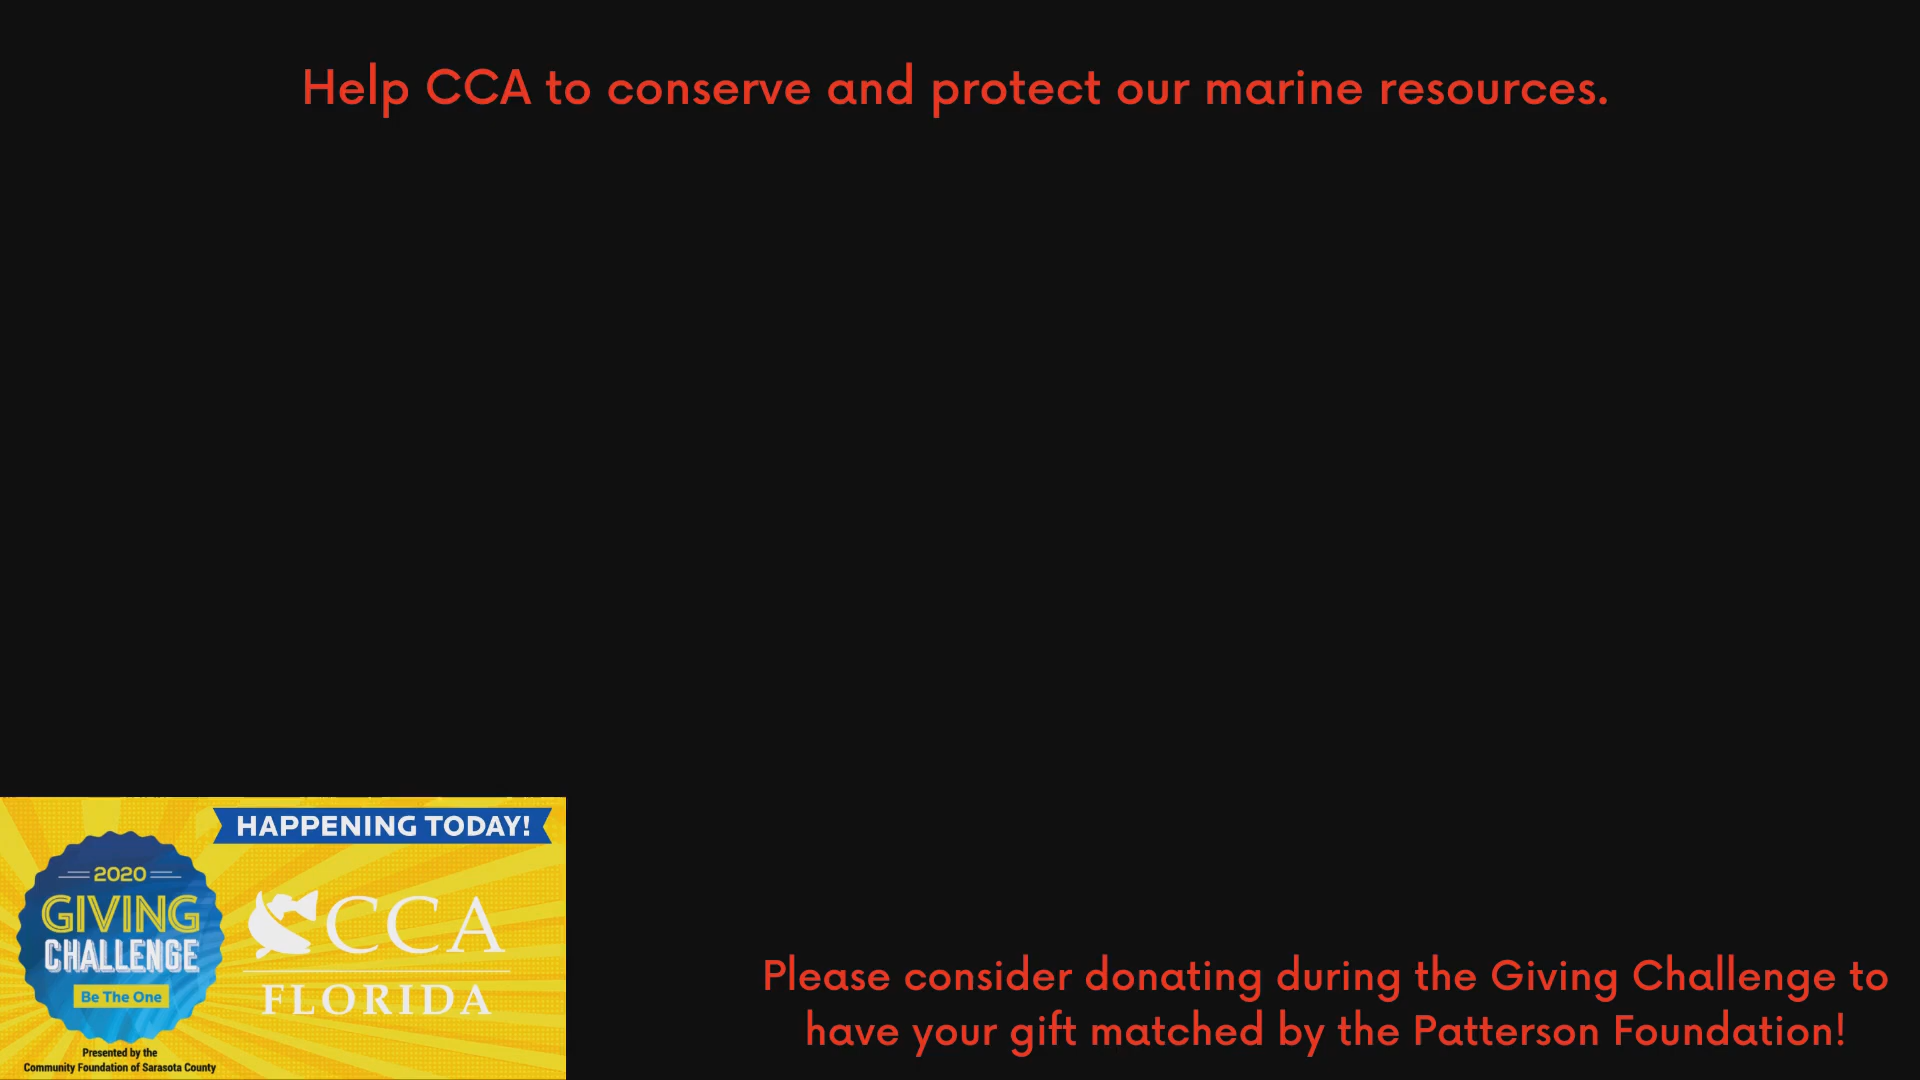 Help CCA to conserve and protect our marine resources.
HAPPENING TODAY!
2020
GIVING
CHALLENGE
Be The One
Presented by the
Community Foundation of Sarasota County
CCA
FLORIDA
Please consider donating during the Giving Challenge to
have your gift matched by the Patterson Foundation!